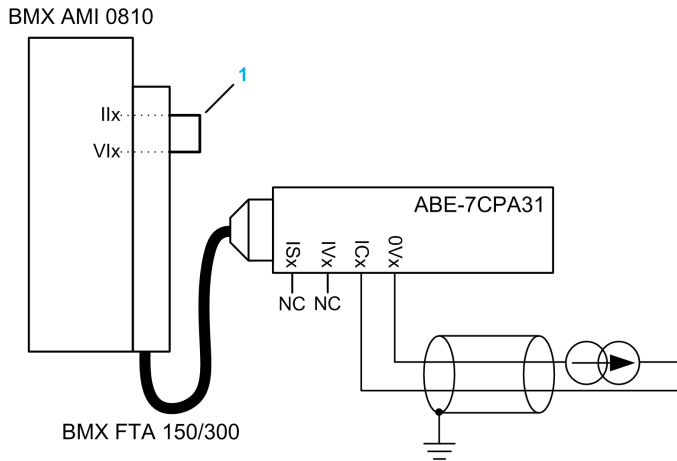 BMX AMI 0810
1
IIx
VIx
ABE-7CPA31
ISx
IVx
ICx
0Vx
NC NC
BMX FTA 150/300